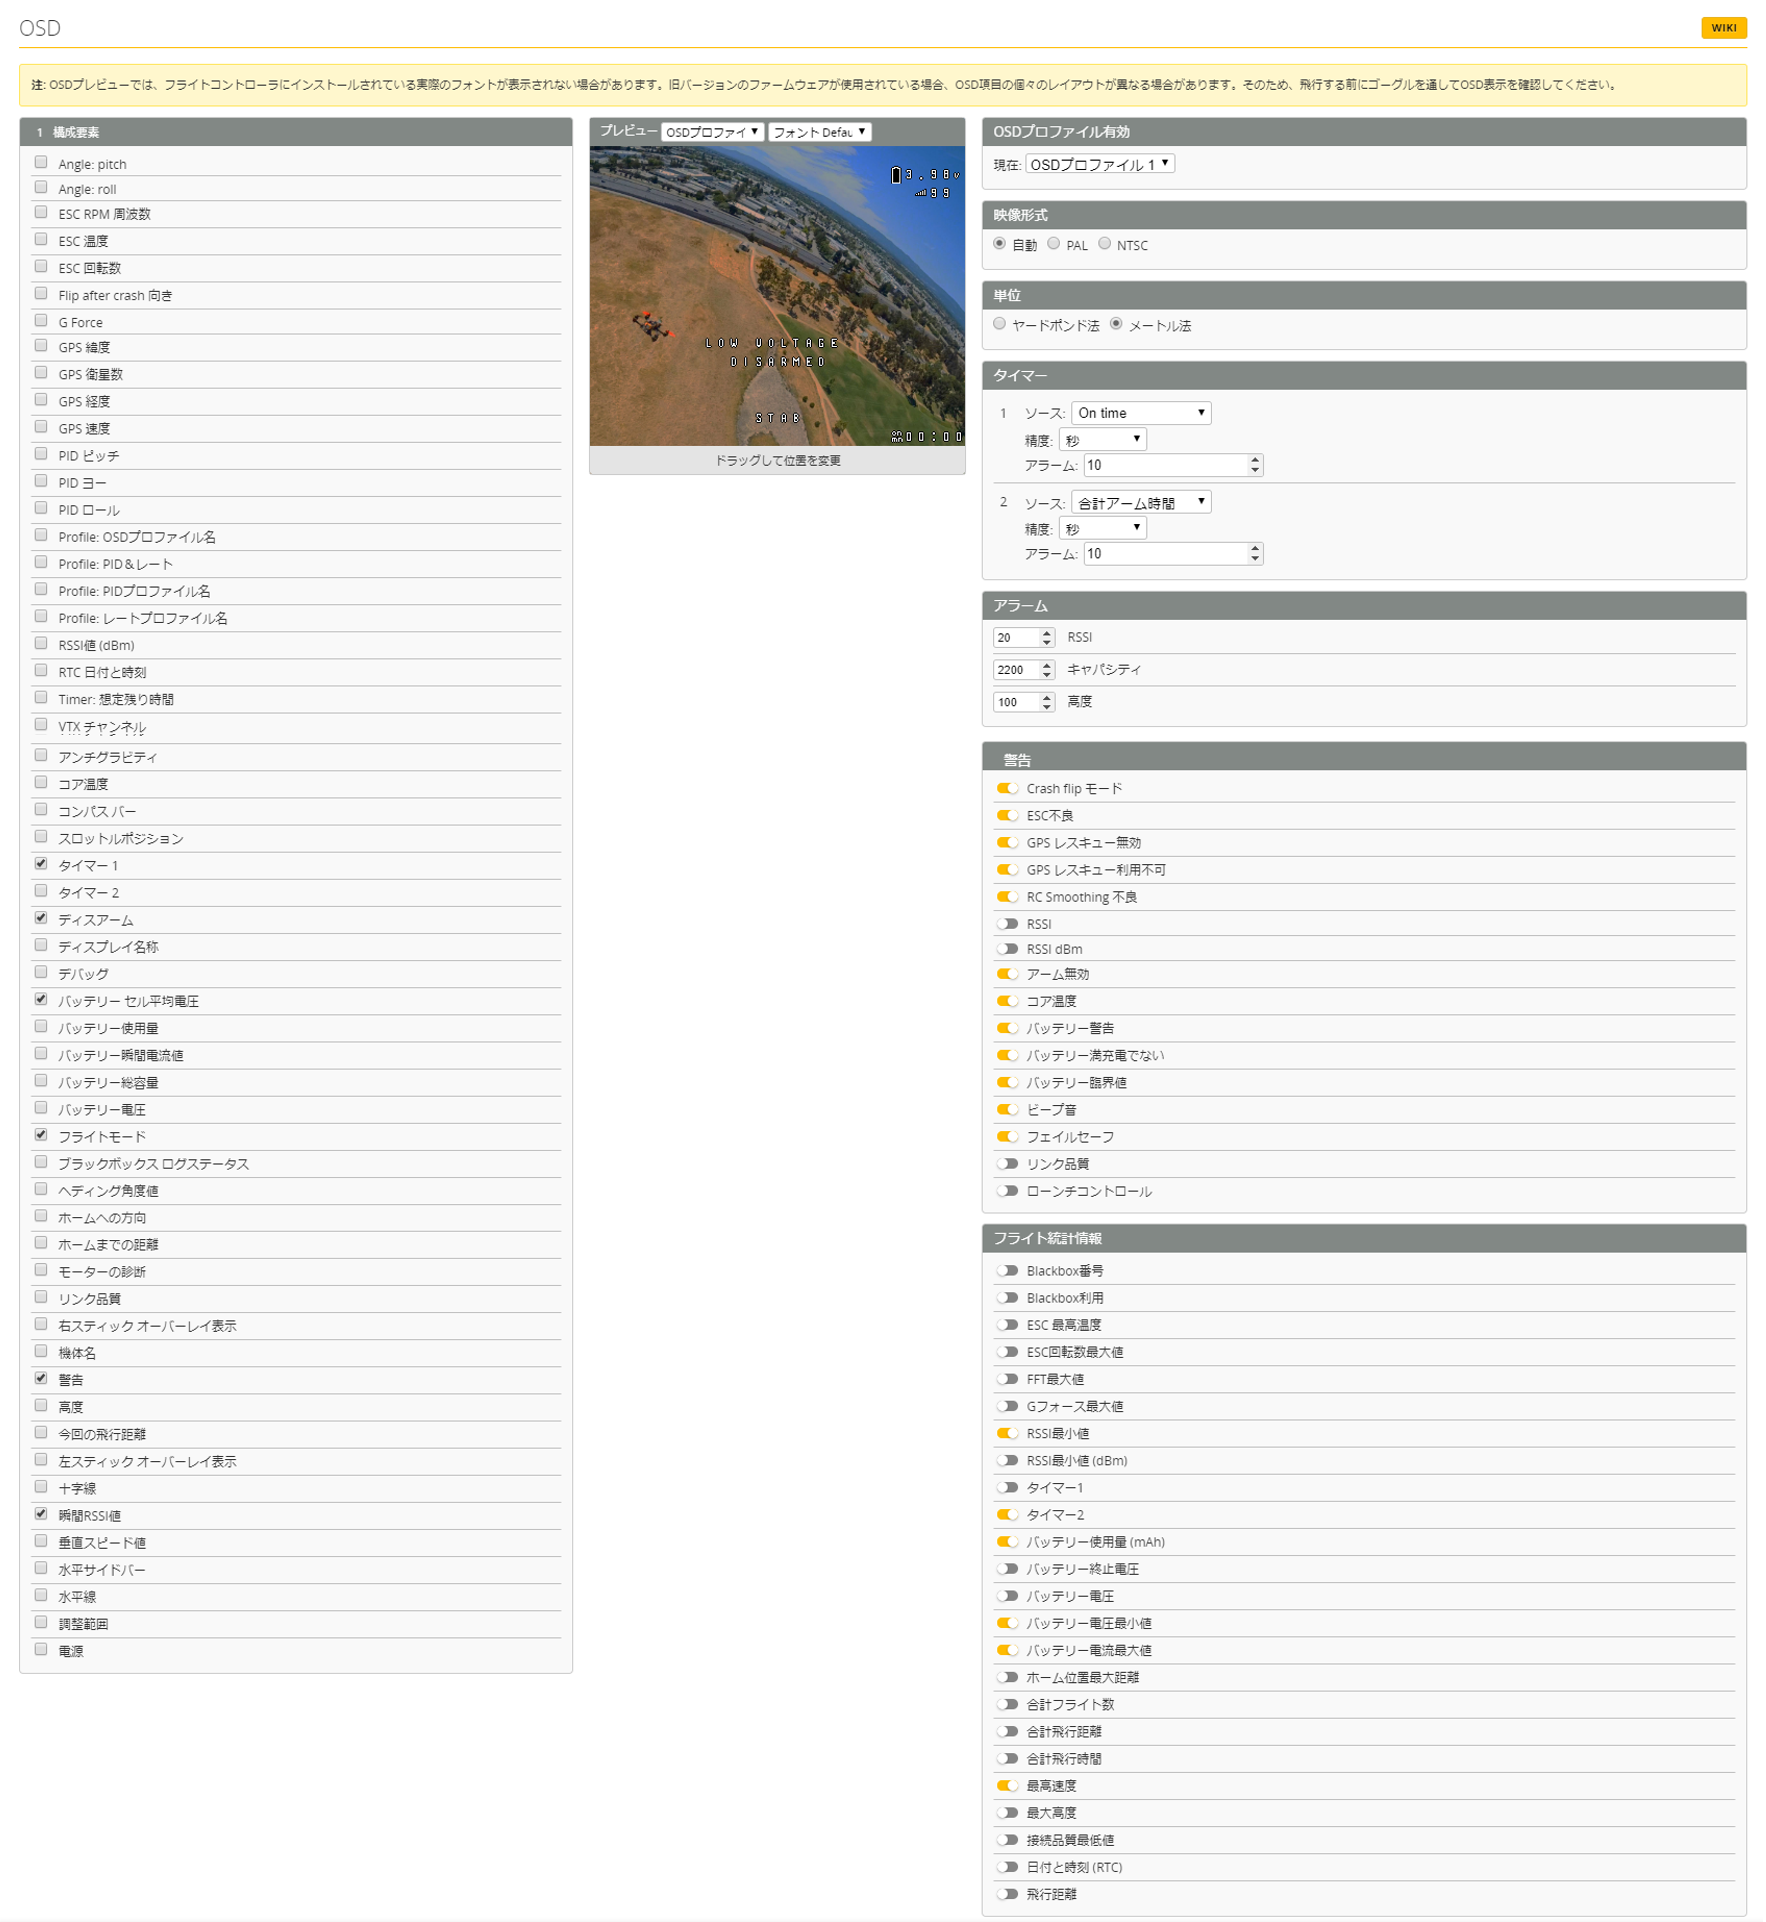 OSD
WIKI
注: OSDプレビューでは、フライトコントローラにインストールされている実際のフォントが表示されない場合があります。旧バージョンのファームウェアが使用されている場合、OSD項目の個々のレイアウトが異なる場合があります。そのため、飛行する前にゴーグルを通してOSD表示を確認してください。
1 構成要素
Angle: pitch
Angle: roll
ESC RPM 周波数
ESC 温度
ESC 回転数
Flip after crash 向き
G Force
GPS 緯度
GPS 衛星数
GPS 経度
GPS 速度
PID ピッチ
PID ヨー
PID ロール
Profile: OSDプロファイル名
Profile: PID＆レート
Profile: PIDプロファイル名
Profile: レートプロファイル名
RSSI値 (dBm)
RTC 日付と時刻
Timer: 想定残り時間
VTX チャンネル
アンチグラビティ
コア温度
コンパス バー
スロットルポジション
タイマー 1
タイマー 2
ディスアーム
ディスプレイ名称
デバッグ
バッテリー セル平均電圧
バッテリー使用量
バッテリー瞬間電流値
バッテリー総容量
バッテリー電圧
フライトモード
ブラックボックス ログステータス
ヘディング角度値
ホームへの方向
ホームまでの距離
モーターの診断
リンク品質
右スティック オーバーレイ表示
機体名
警告
高度
今回の飛行距離
左スティック オーバーレイ表示
十字線
瞬間RSSI値
垂直スピード値
水平サイドバー
水平線
調整範囲
電源
プレビュー OSDプロファイ フォント Defau
3.98V
99
LOW VOLTAGE
DISARMED
STAB
ON MN 00:00
ドラッグして位置を変更
OSDプロファイル有効
現在: OSDプロファイル 1
映像形式
自動 PAL NTSC
単位
ヤードポンド法 メートル法
タイマー
1 ソース: On time
精度: 秒
アラーム: 10
2 ソース: 合計アーム時間
精度: 秒
アラーム: 10
アラーム
20 RSSI
2200 キャパシティ
100 高度
警告
Crash flip モード
ESC不良
GPS レスキュー無効
GPS レスキュー利用不可
RC Smoothing 不良
RSSI
RSSI dBm
アーム無効
コア温度
バッテリー警告
バッテリー満充電でない
バッテリー臨界値
ビープ音
フェイルセーフ
リンク品質
ローンチコントロール
フライト統計情報
Blackbox番号
Blackbox利用
ESC 最高温度
ESC回転数最大値
FFT最大値
Gフォース最大値
RSSI最小値
RSSI最小値 (dBm)
タイマー1
タイマー2
バッテリー使用量 (mAh)
バッテリー終止電圧
バッテリー電圧
バッテリー電圧最小値
バッテリー電流最大値
ホーム位置最大距離
合計フライト数
合計飛行距離
合計飛行時間
最高速度
最大高度
接続品質最低値
日付と時刻 (RTC)
飛行距離